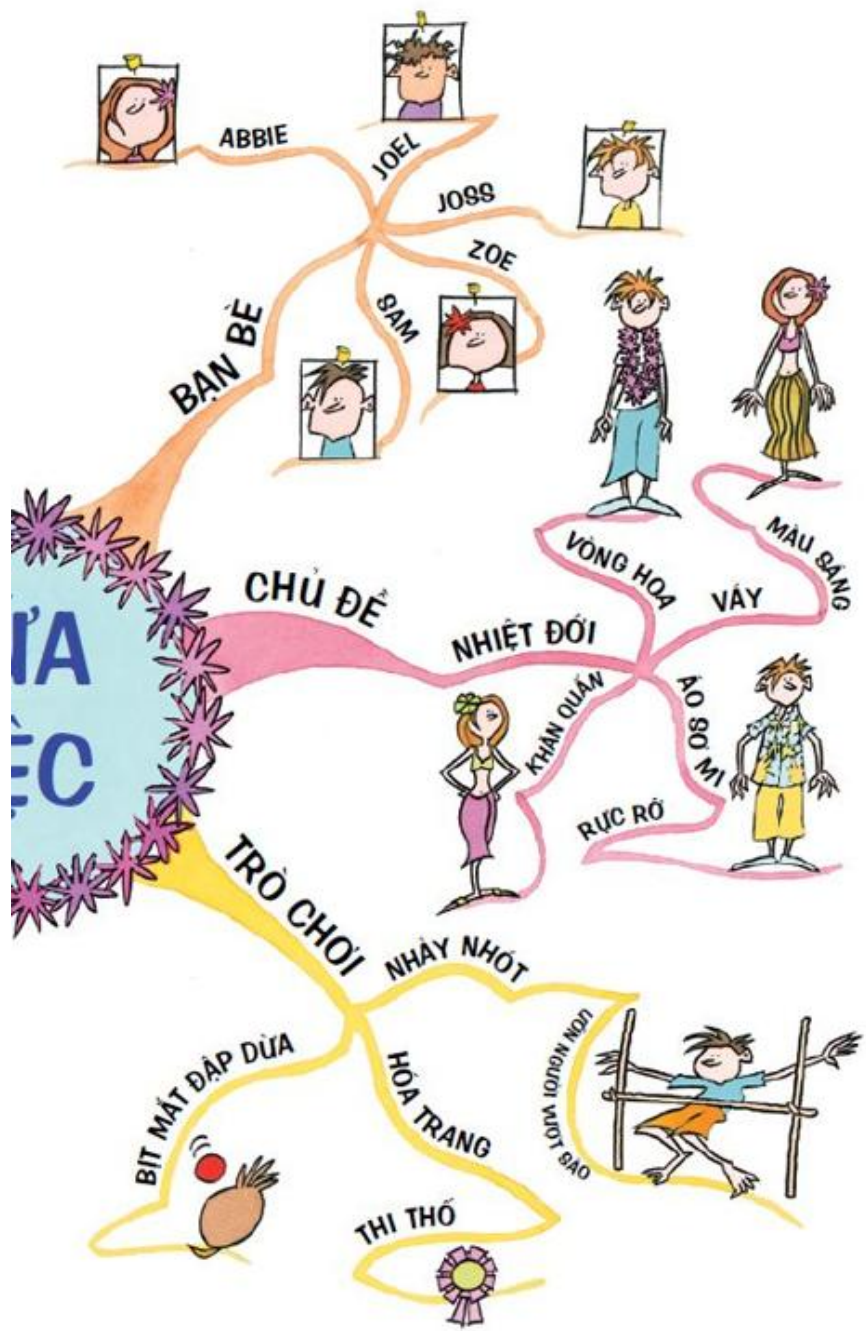 ABBIE
JOEL
JOSS
ZOE
SAM
BẠN BÈ
CHỦ ĐỀ
NHIỆT ĐỚI
VÒNG HOA
VÁY
MÀU SÁNG
KHĂN QUẤN
ÁO SƠ MI
RỰC RỠ
ỪA
ỆC
TRÒ CHƠI
NHẢY NHÓT
UỐN NGƯỜI VƯỢT SÀO
HÓA TRANG
THI THỐ
BỊT MẮT ĐẬP DỪA